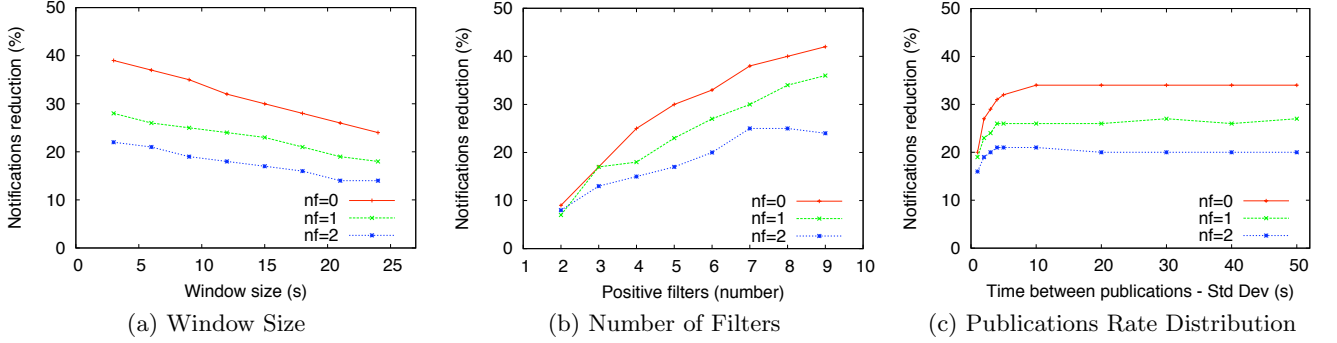 Notifications reduction (%)
50
40
30
20
10
0
nf=0
nf=1
nf=2
0 5 10 15 20 25
Window size (s)
(a) Window Size
Notifications reduction (%)
50
40
30
20
10
0
nf=0
nf=1
nf=2
1 2 3 4 5 6 7 8 9 10
Positive filters (number)
(b) Number of Filters
Notifications reduction (%)
50
40
30
20
10
0
nf=0
nf=1
nf=2
0 10 20 30 40 50
Time between publications - Std Dev (s)
(c) Publications Rate Distribution